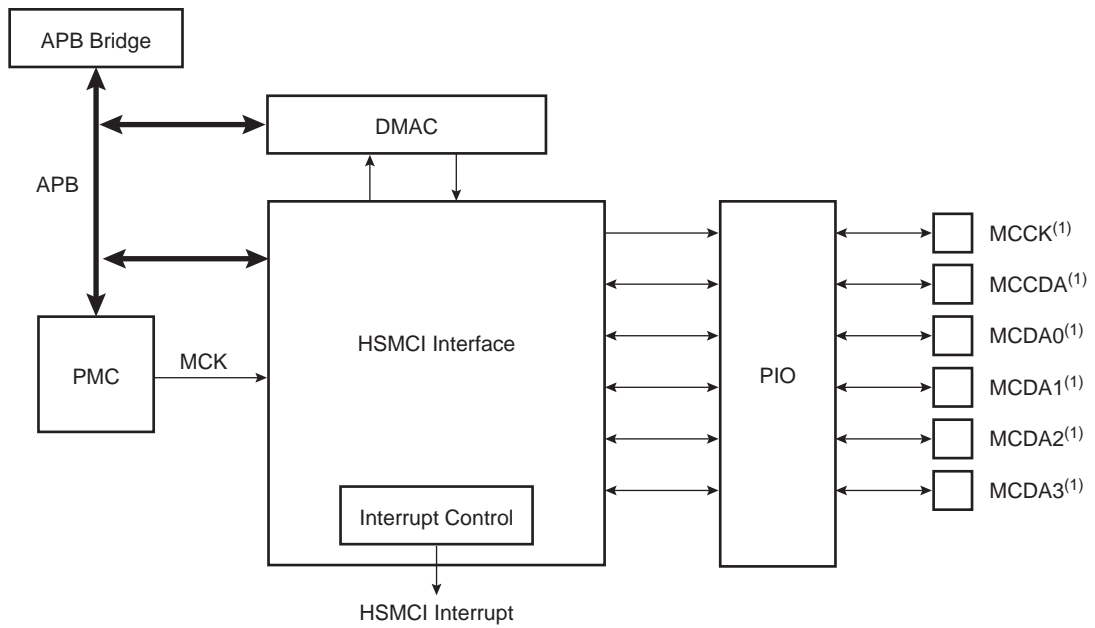 APB Bridge
DMAC
APB
MCCK(1)
MCCDA(1)
HSMCI Interface
MCDA0(1)
MCK
PMC
PIO
MCDA1(1)
MCDA2(1)
MCDA3(1)
Interrupt Control
HSMCI Interrupt